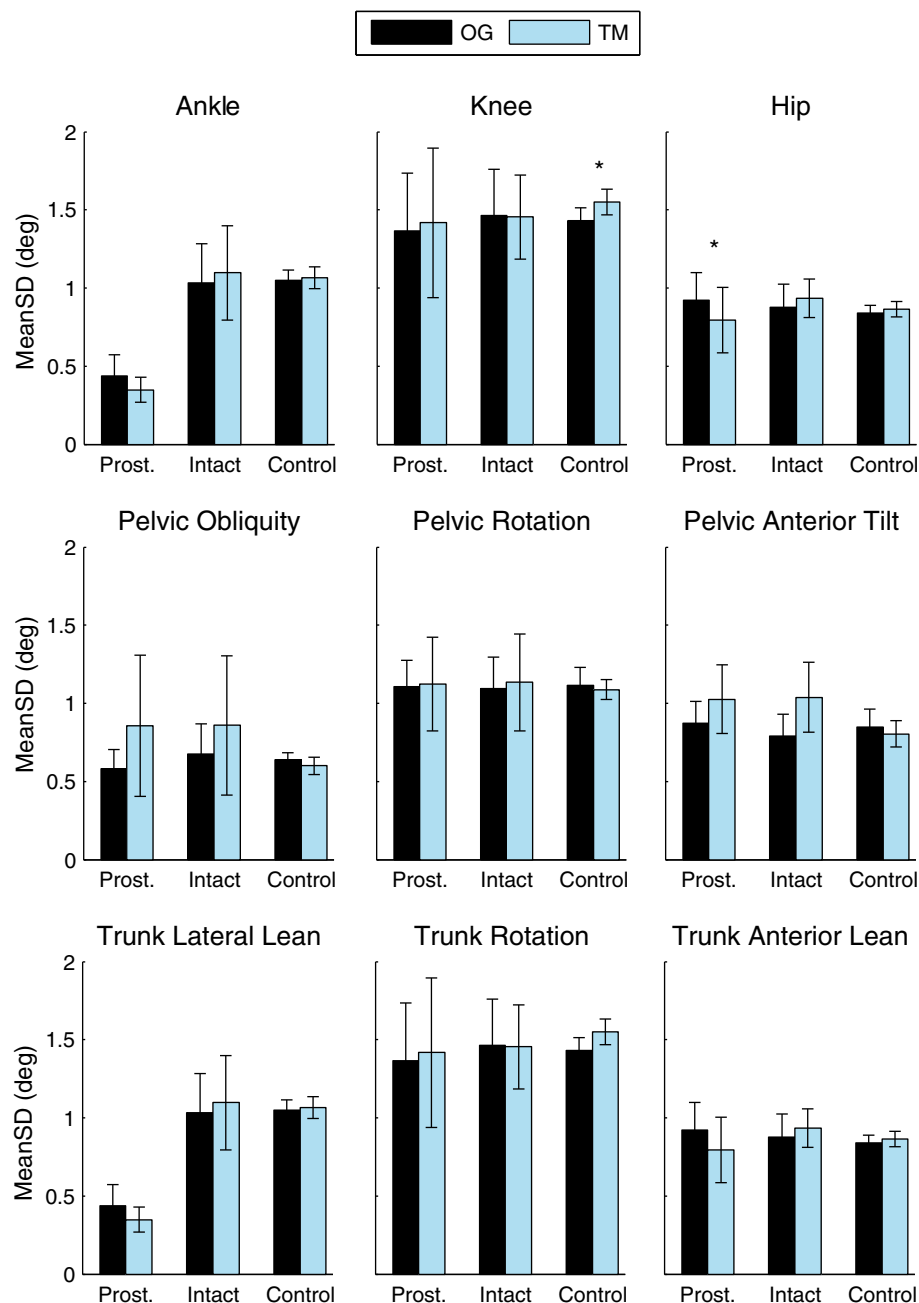 OG TM
Ankle Knee Hip
2
1.5
1
0.5
0
MeanSD (deg)
*
*
Prost. Intact Control Prost. Intact Control Prost. Intact Control
Pelvic Obliquity Pelvic Rotation Pelvic Anterior Tilt
2
1.5
1
0.5
0
MeanSD (deg)
Prost. Intact Control Prost. Intact Control Prost. Intact Control
Trunk Lateral Lean Trunk Rotation Trunk Anterior Lean
2
1.5
1
0.5
0
MeanSD (deg)
Prost. Intact Control Prost. Intact Control Prost. Intact Control